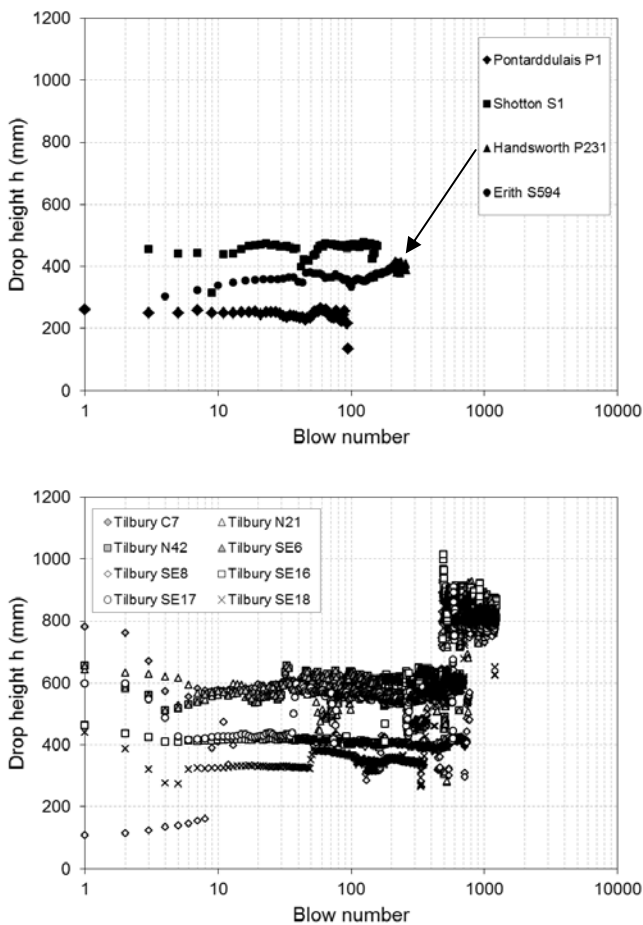 1200
1000
800
600
400
200
0
Drop height h (mm)
Pontarddulais P1
Shotton S1
Handsworth P231
Erith S594
1 10 100 1000 10000
Blow number
1200
1000
800
600
400
200
0
Drop height h (mm)
Tilbury C7 Tilbury N21
Tilbury N42 Tilbury SE6
Tilbury SE8 Tilbury SE16
Tilbury SE17 Tilbury SE18
1 10 100 1000 10000
Blow number